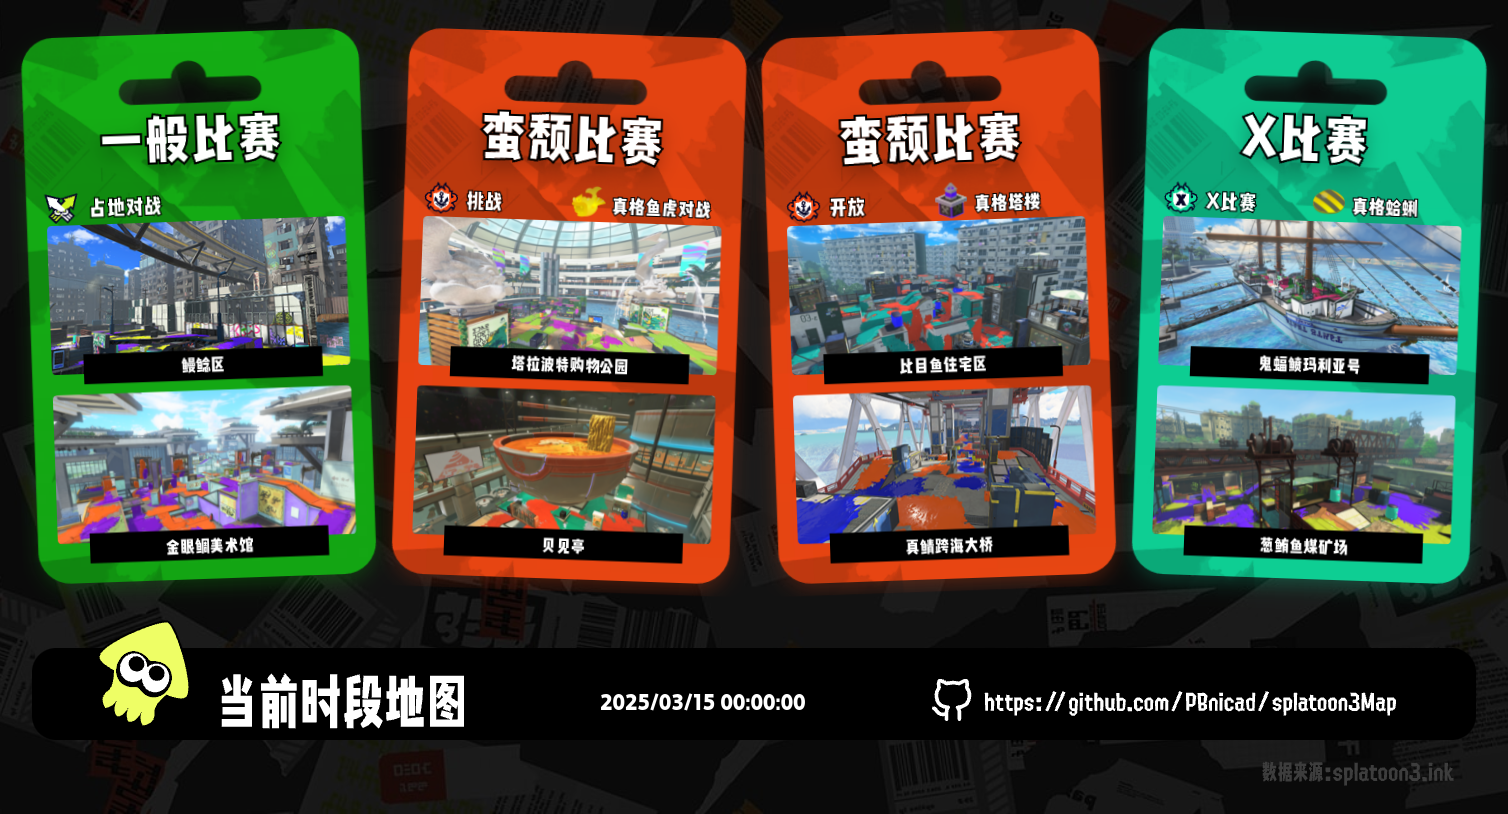 一般比赛
占地对战
鳗鲶区
金眼鲷美术馆
蛮颓比赛
挑战
真格鱼虎对战
塔拉波特购物公园
贝见亭
蛮颓比赛
开放
真格塔楼
比目鱼住宅区
真鲭跨海大桥
X比赛
X比赛
真格蛤蜊
鬼蝠鲼玛利亚号
葱鲔鱼煤矿场
当前时段地图
2025/03/15 00:00:00
https://github.com/PBnicad/splatoon3Map
数据来源:splatoon3.ink